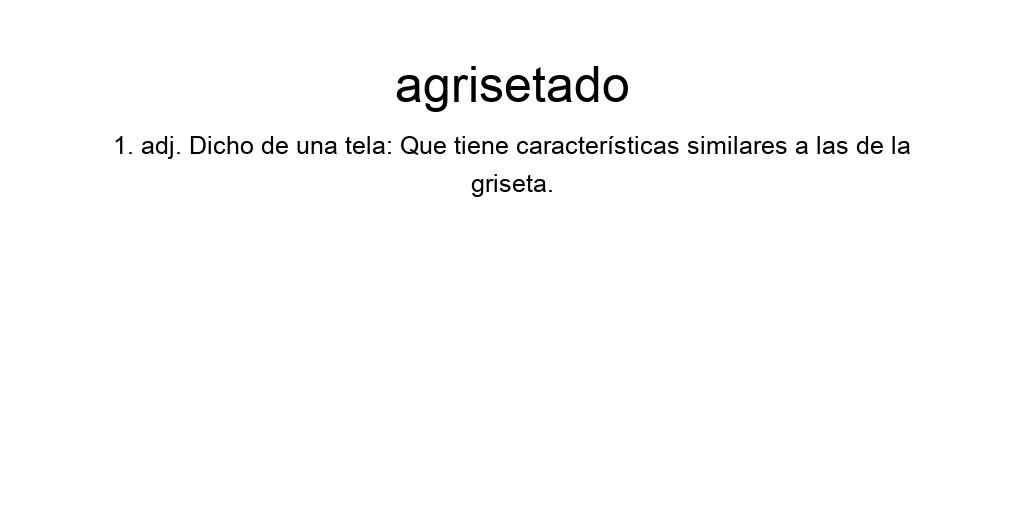 agrisetado
1. adj. Dicho de una tela: Que tiene características similares a las de la
griseta.